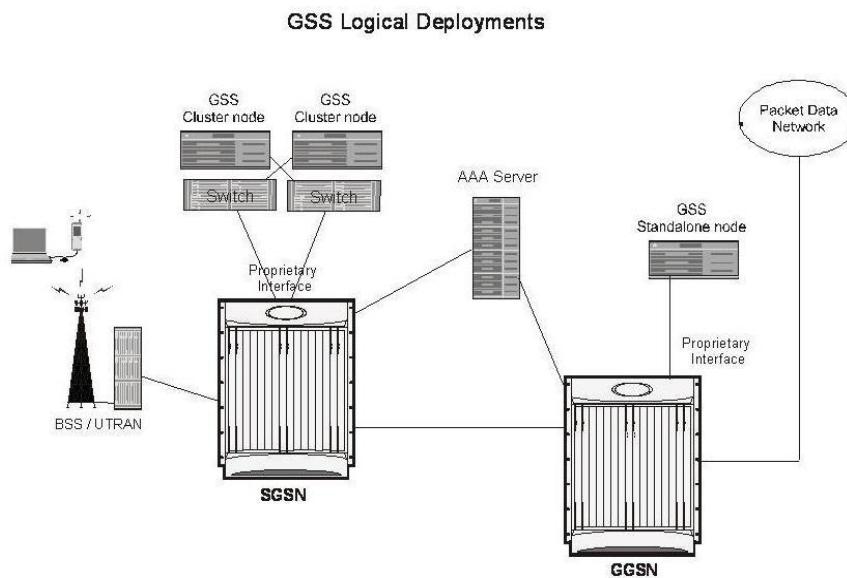 GSS Logical Deployments
GSS
Cluster node
GSS
Cluster node
Switch
Switch
Packet Data
Network
AAA Server
GSS
Standalone node
Proprietary
Interface
Proprietary
Interface
BSS / UTRAN
SGSN
GGSN